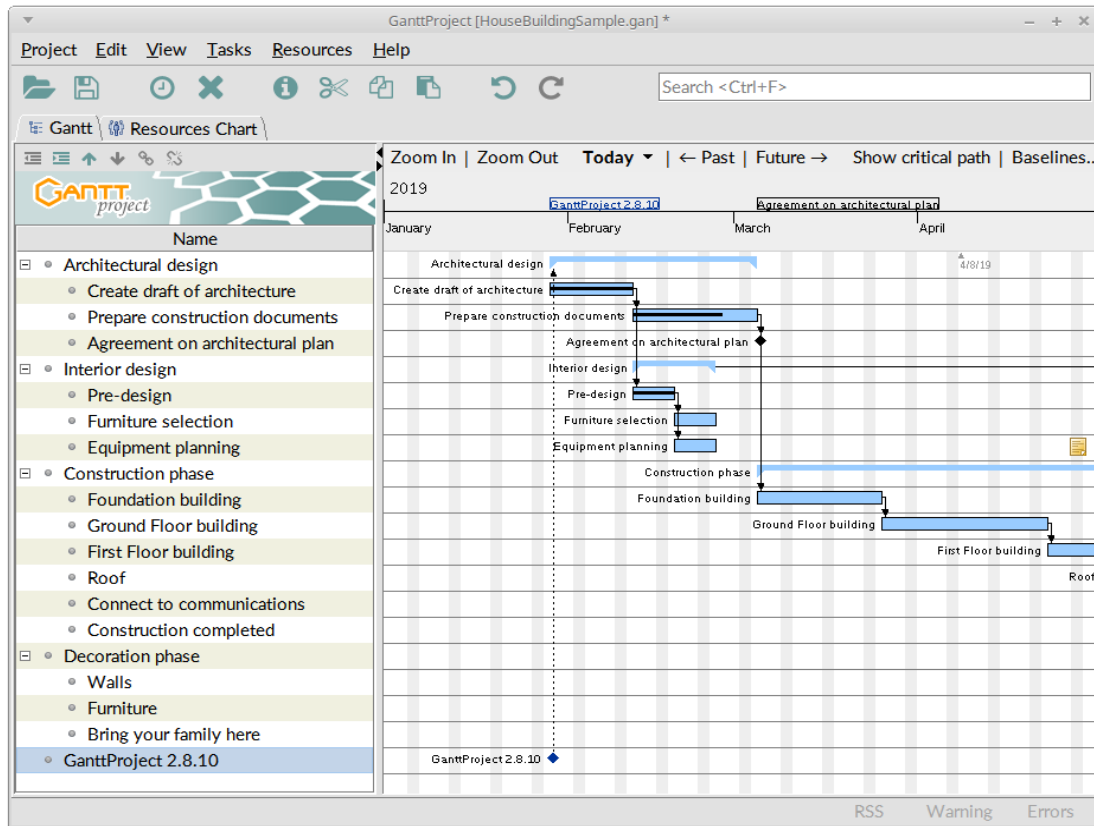 GanttProject [HouseBuildingSample.gan] *
Project Edit View Tasks Resources Help
Search <Ctrl+F>
Gantt Resources Chart
Zoom In | Zoom Out Today | ← Past | Future → Show critical path | Baselines...
GANTT
project
2019
GanttProject 2.8.10 Agreement on architectural plan
January February March April
Name
Architectural design
Create draft of architecture
Prepare construction documents
Agreement on architectural plan
Interior design
Pre-design
Furniture selection
Equipment planning
Construction phase
Foundation building
Ground Floor building
First Floor building
Roof
Connect to communications
Construction completed
Decoration phase
Walls
Furniture
Bring your family here
GanttProject 2.8.10
Architectural design
4/8/19
Create draft of architecture
Prepare construction documents
Agreement on architectural plan
Interior design
Pre-design
Furniture selection
Equipment planning
Construction phase
Foundation building
Ground Floor building
First Floor building
Roof
GanttProject 2.8.10
RSS Warning Errors